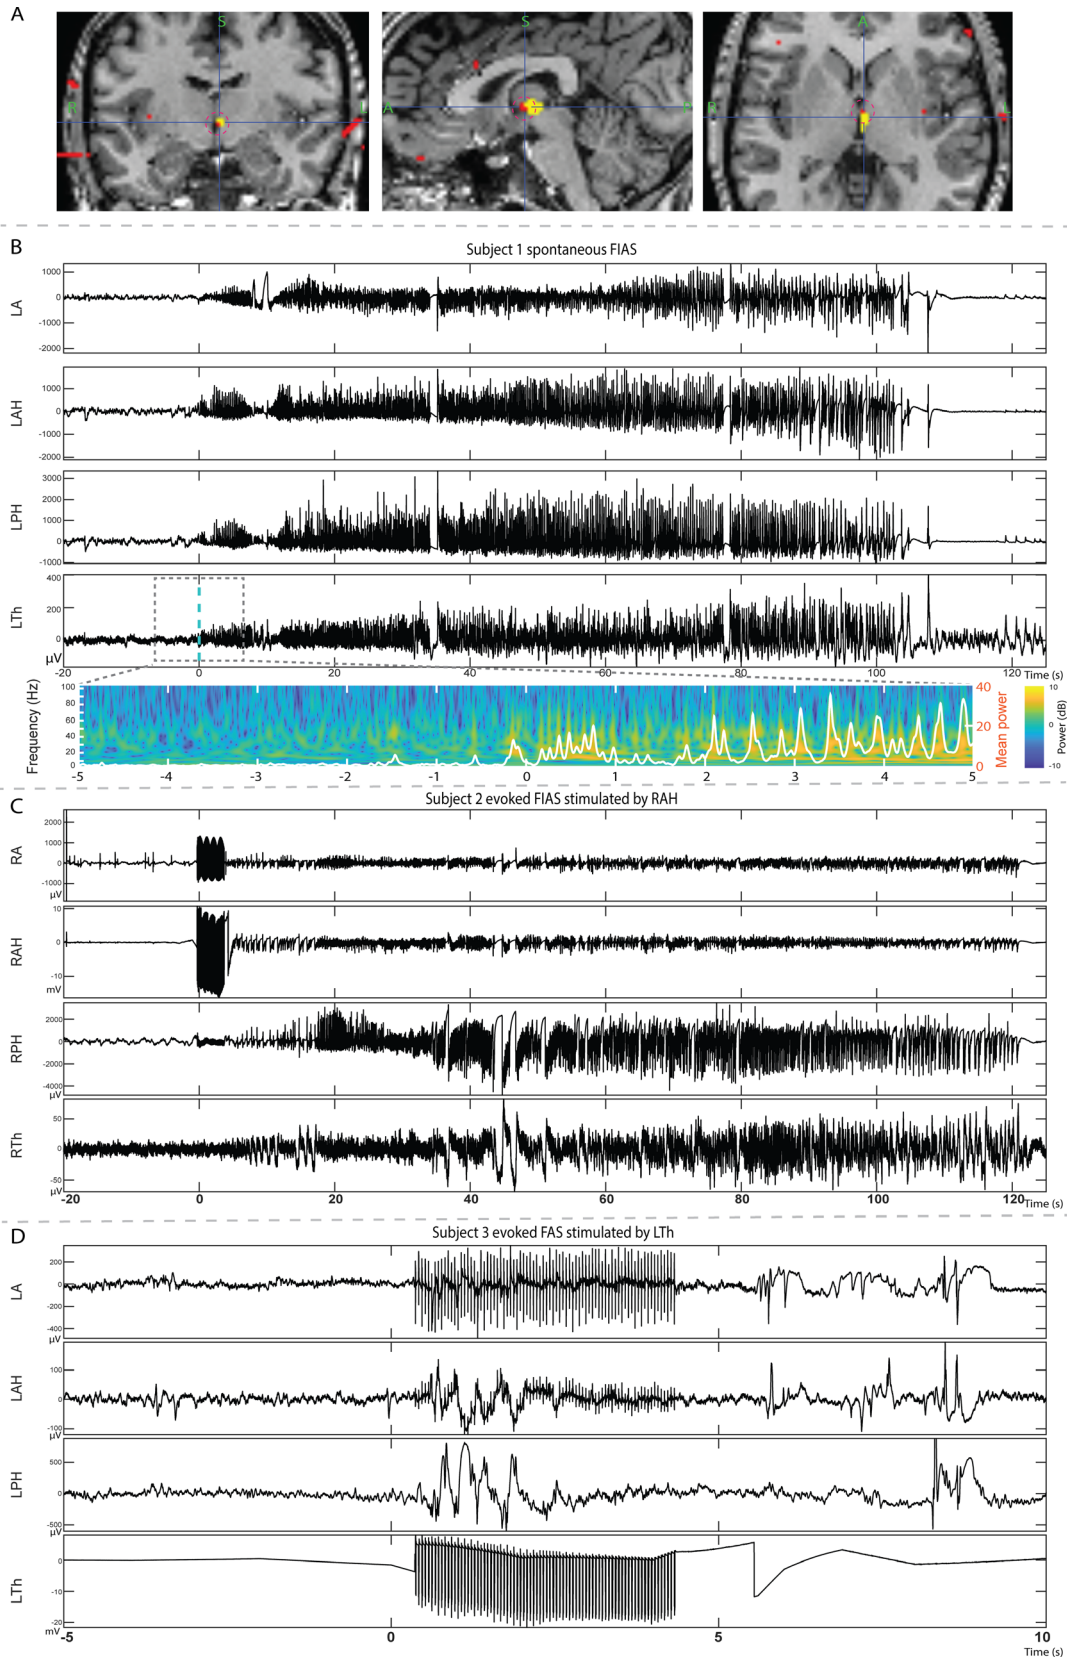 A
S S A
R L A P R L
B
Subject 1 spontaneous FIAS
LA
1000
0
-1000
-2000
LAH
1000
0
-1000
-2000
LPH
3000
1000
0
-1000
LTh
400
200
0
µV
-20 0 20 40 60 80 100 120 Time (s)
Frequency (Hz)
100
80
60
40
20
0
-5 -4 -3 -2 -1 0 1 2 3 4 5
40
20
0
Mean power
10
0
-10
Power (dB)
C
Subject 2 evoked FIAS stimulated by RAH
RA
2000
1000
0
-1000
µV
RAH
10
0
-10
mV
RPH
2000
0
-2000
-4000
µV
RTh
50
0
-50
µV
-20 0 20 40 60 80 100 120 Time (s)
D
Subject 3 evoked FAS stimulated by LTh
LA
200
0
-200
-400
µV
LAH
100
0
-100
µV
LPH
500
0
-500
µV
LTh
0
-10
-20
mV
-5 0 5 10
Time (s)